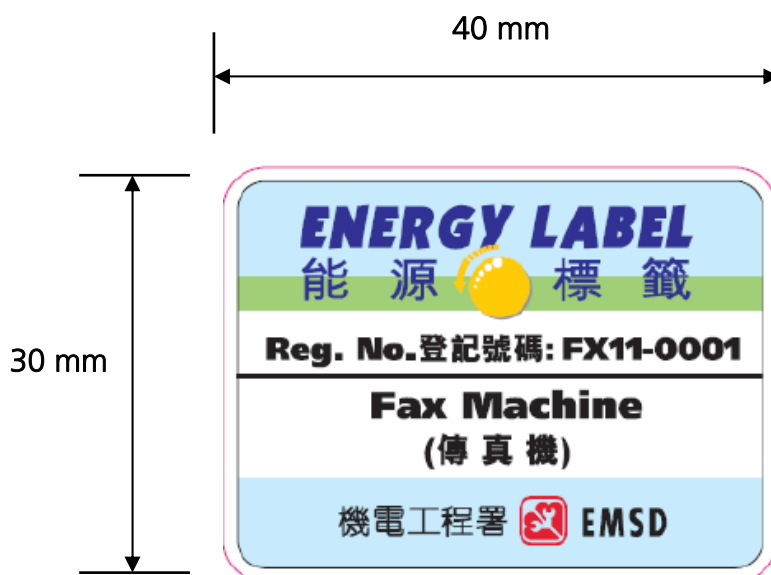 40 mm
ENERGY LABEL
能源標籤
30 mm
Reg. No.登記號碼: FX11-0001
Fax Machine
(傳真機)
機電工程署 EMSD